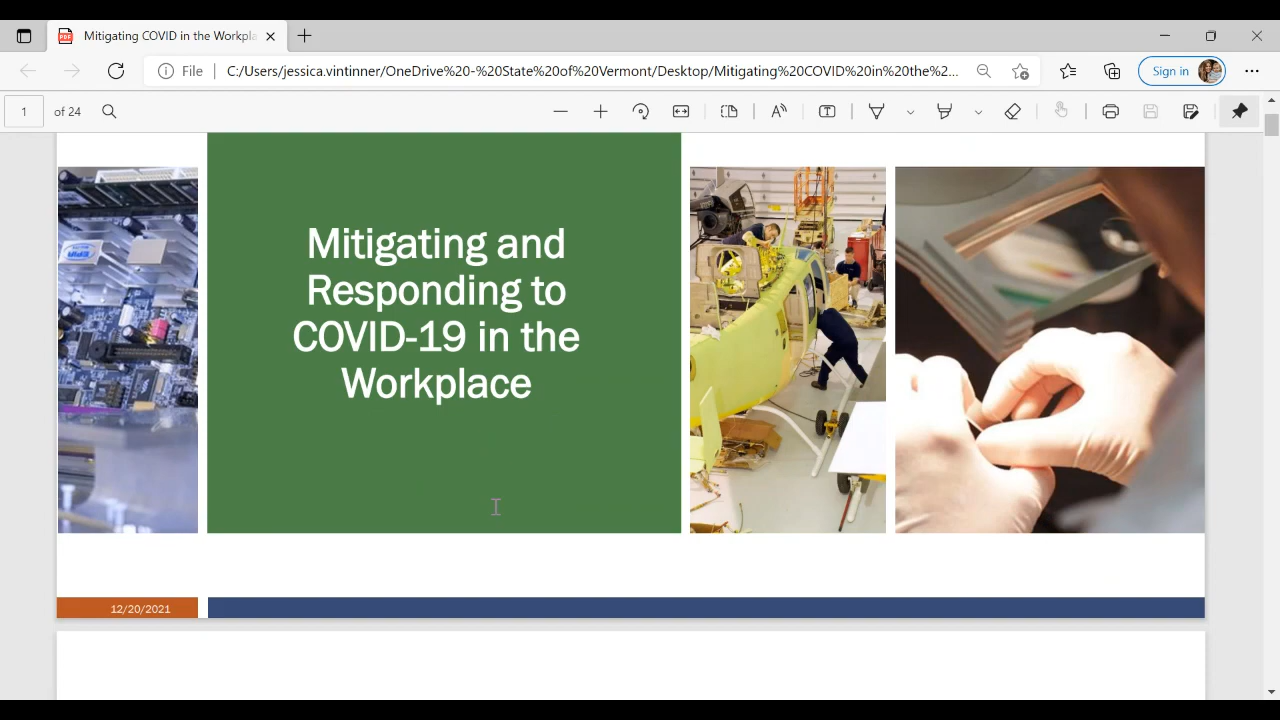 Mitigating COVID in the Workpla
File
C:/Users/jessica.vintinner/OneDrive%20-%20State%20of%20Vermont/Desktop/Mitigating%20COVID%20in%20the%2...
Sign in
1 of 24
Mitigating and
Responding to
COVID-19 in the
Workplace
12/20/2021